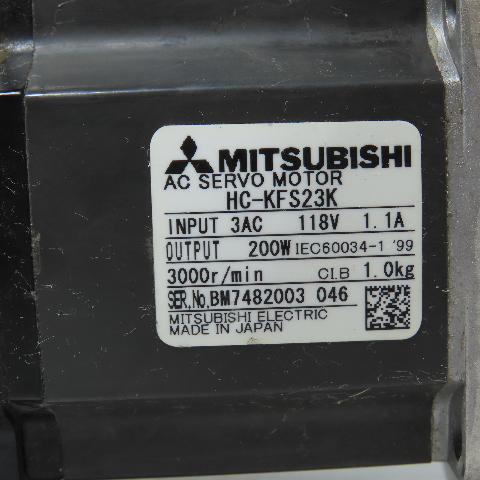 MITSUBISHI
AC SERVO MOTOR
HC-KFS23K
INPUT 3AC 118V 1.1A
OUTPUT 200W IEC60034-1 '99
3000r/min Cl.B 1.0kg
SER.No.BM7482003 046
MITSUBISHI ELECTRIC
MADE IN JAPAN